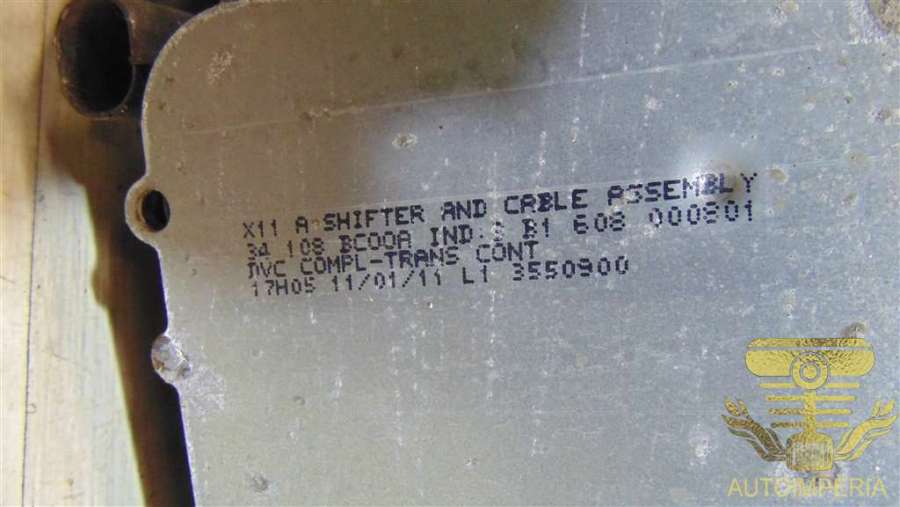 X11 A-SHIFTER AND CABLE ASSEMBLY
34 108 BC00A IND: B1 608 000801
DVC COMPL-TRANS CONT
17H05 11/01/11 L1 3550900
AUTOIMPERIA